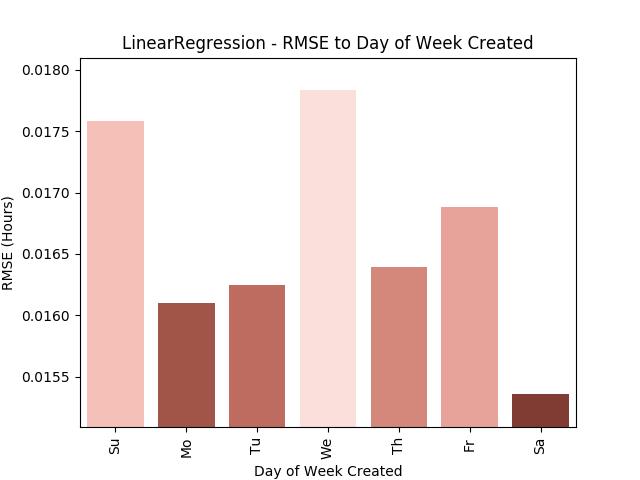 LinearRegression - RMSE to Day of Week Created
0.0180
0.0175
0.0170
0.0165
0.0160
0.0155
RMSE (Hours)
Su
Mo
Tu
We
Th
Fr
Sa
Day of Week Created